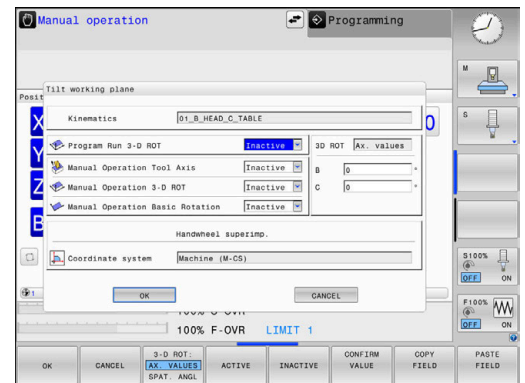 Manual operation
Programming
Posit
Tilt working plane
M
Kinematics
01_B_HEAD_C_TABLE
X
0
S
Program Run 3-D ROT
Inactive
3D ROT
Ax. values
Y
Manual Operation Tool Axis
Inactive
B
0
°
Z
Manual Operation 3-D ROT
Inactive
C
0
°
B
Manual Operation Basic Rotation
Inactive
Handwheel superimp.
Coordinate system
Machine (M-CS)
S100%
OFF
ON
1
OK
CANCEL
F100%
OFF
ON
100% F-OVR
LIMIT 1
OK
CANCEL
3-D ROT:
AX. VALUES
SPAT. ANGL
ACTIVE
INACTIVE
CONFIRM
VALUE
COPY
FIELD
PASTE
FIELD